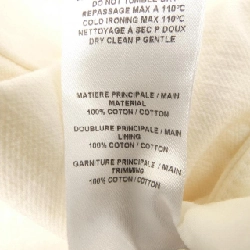 DO NOT TUMBLE DRY
REPASSAGE MAX 110°C
COLD IRONING MAX 110°C
NETTOYAGE A SEC P DOUX
DRY CLEAN P GENTLE
MATIERE PRINCIPALE / MAIN
MATERIAL
100% COTON / COTTON
DOUBLURE PRINCIPALE / MAIN
LINING
100% COTON / COTTON
GARNITURE PRINCIPALE / MAIN
TRIMMING
100% COTON / COTTON